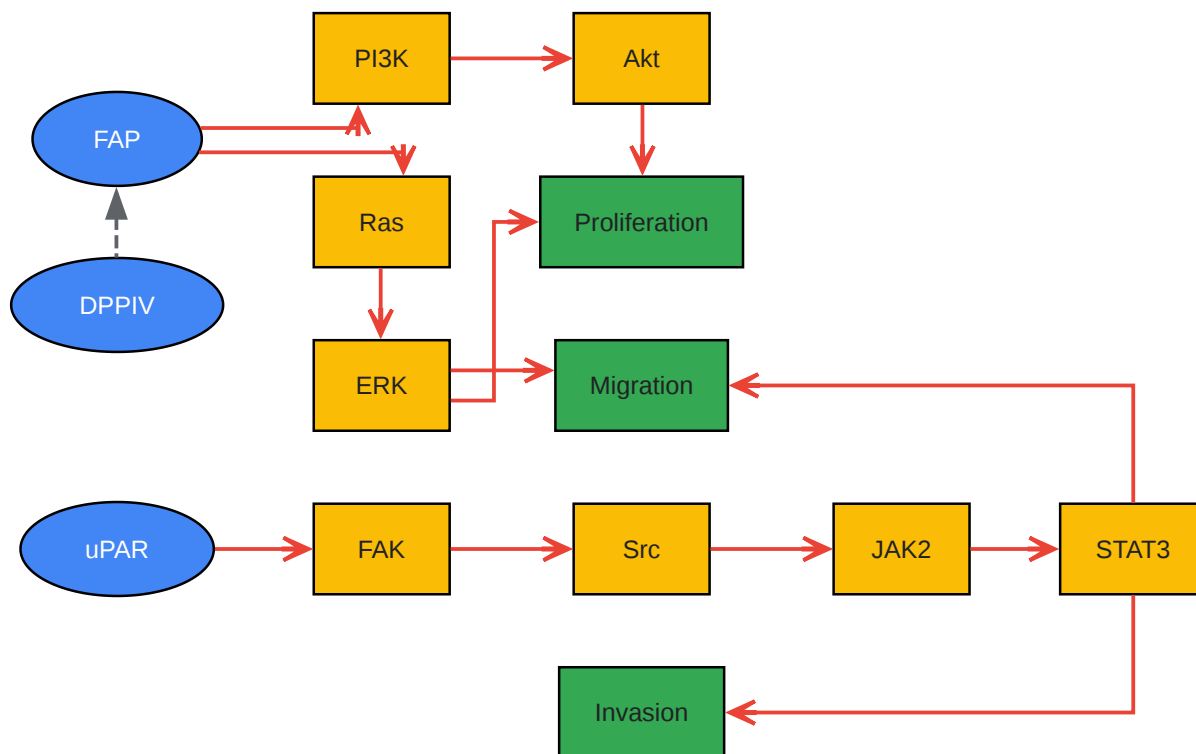 PI3K
Akt
FAP
Ras
Proliferation
DPPIV
ERK
Migration
uPAR
FAK
Src
JAK2
STAT3
Invasion